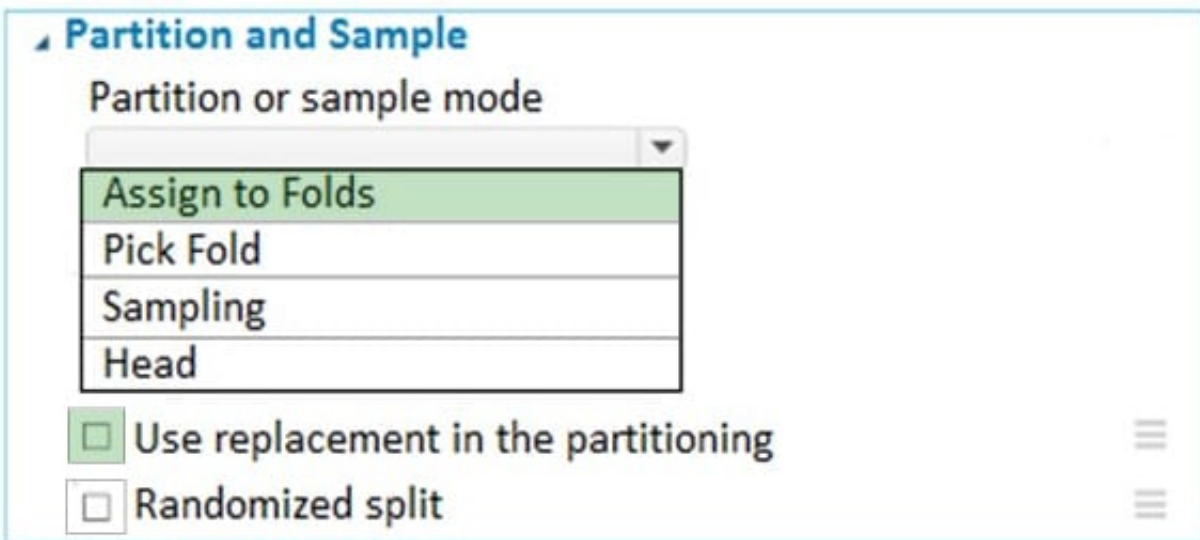 Partition and Sample
Partition or sample mode
Assign to Folds
Pick Fold
Sampling
Head
Use replacement in the partitioning
Randomized split